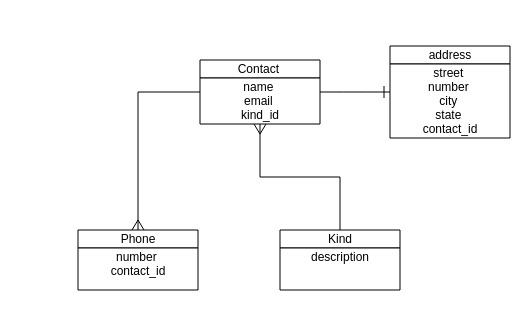 Contact
name
email
kind_id
address
street
number
city
state
contact_id
Phone
number
contact_id
Kind
description